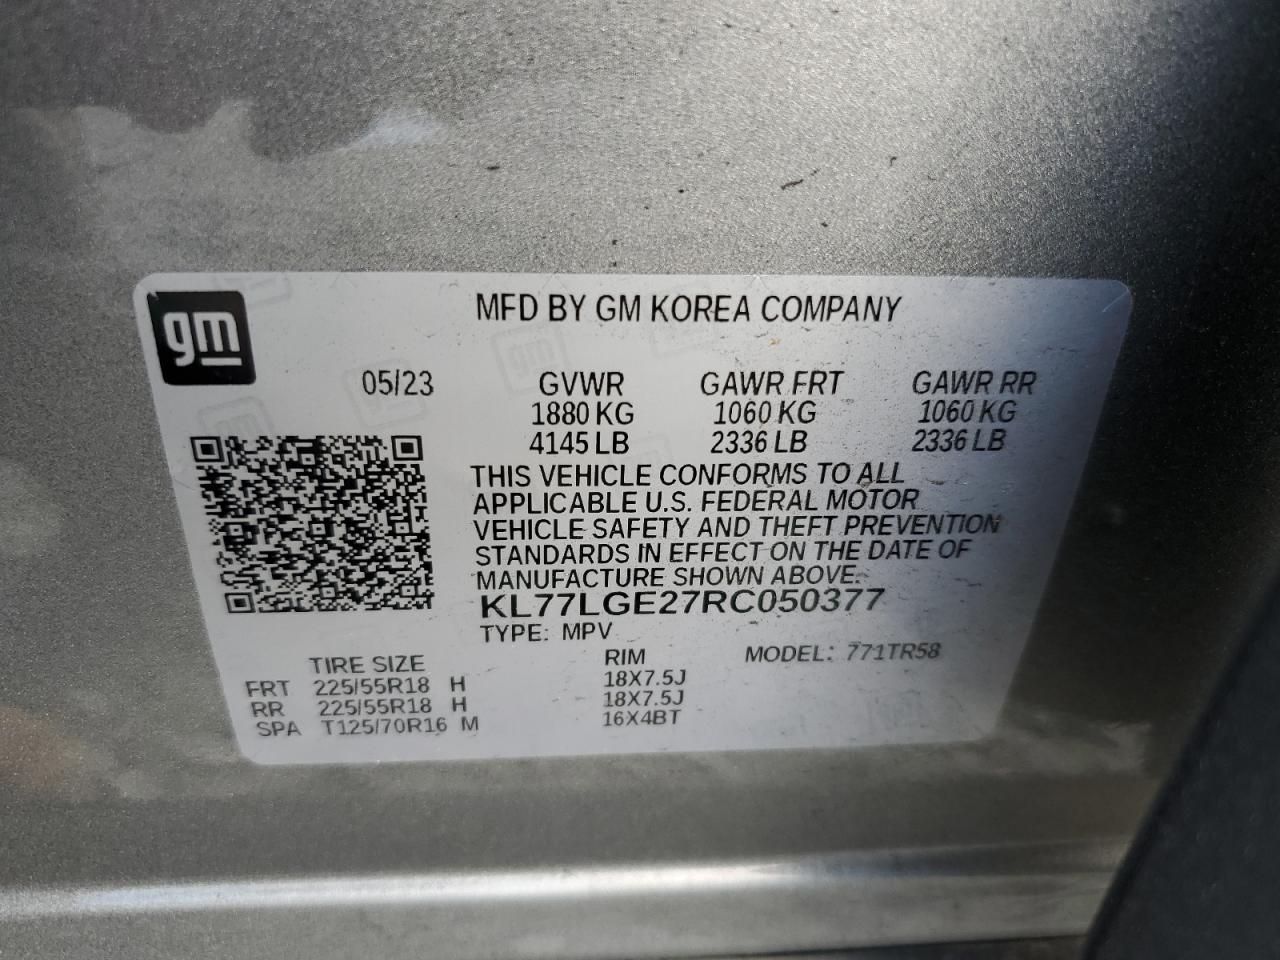 gm
MFD BY GM KOREA COMPANY
05/23 GVWR GAWR FRT GAWR RR
1880 KG 1060 KG 1060 KG
4145 LB 2336 LB 2336 LB
THIS VEHICLE CONFORMS TO ALL
APPLICABLE U.S. FEDERAL MOTOR
VEHICLE SAFETY AND THEFT PREVENTION
STANDARDS IN EFFECT ON THE DATE OF
MANUFACTURE SHOWN ABOVE.
KL77LGE27RC050377
TYPE: MPV
TIRE SIZE RIM MODEL: 771TR58
FRT 225/55R18 H 18X7.5J
RR 225/55R18 H 18X7.5J
SPA T125/70R16 M 16X4BT